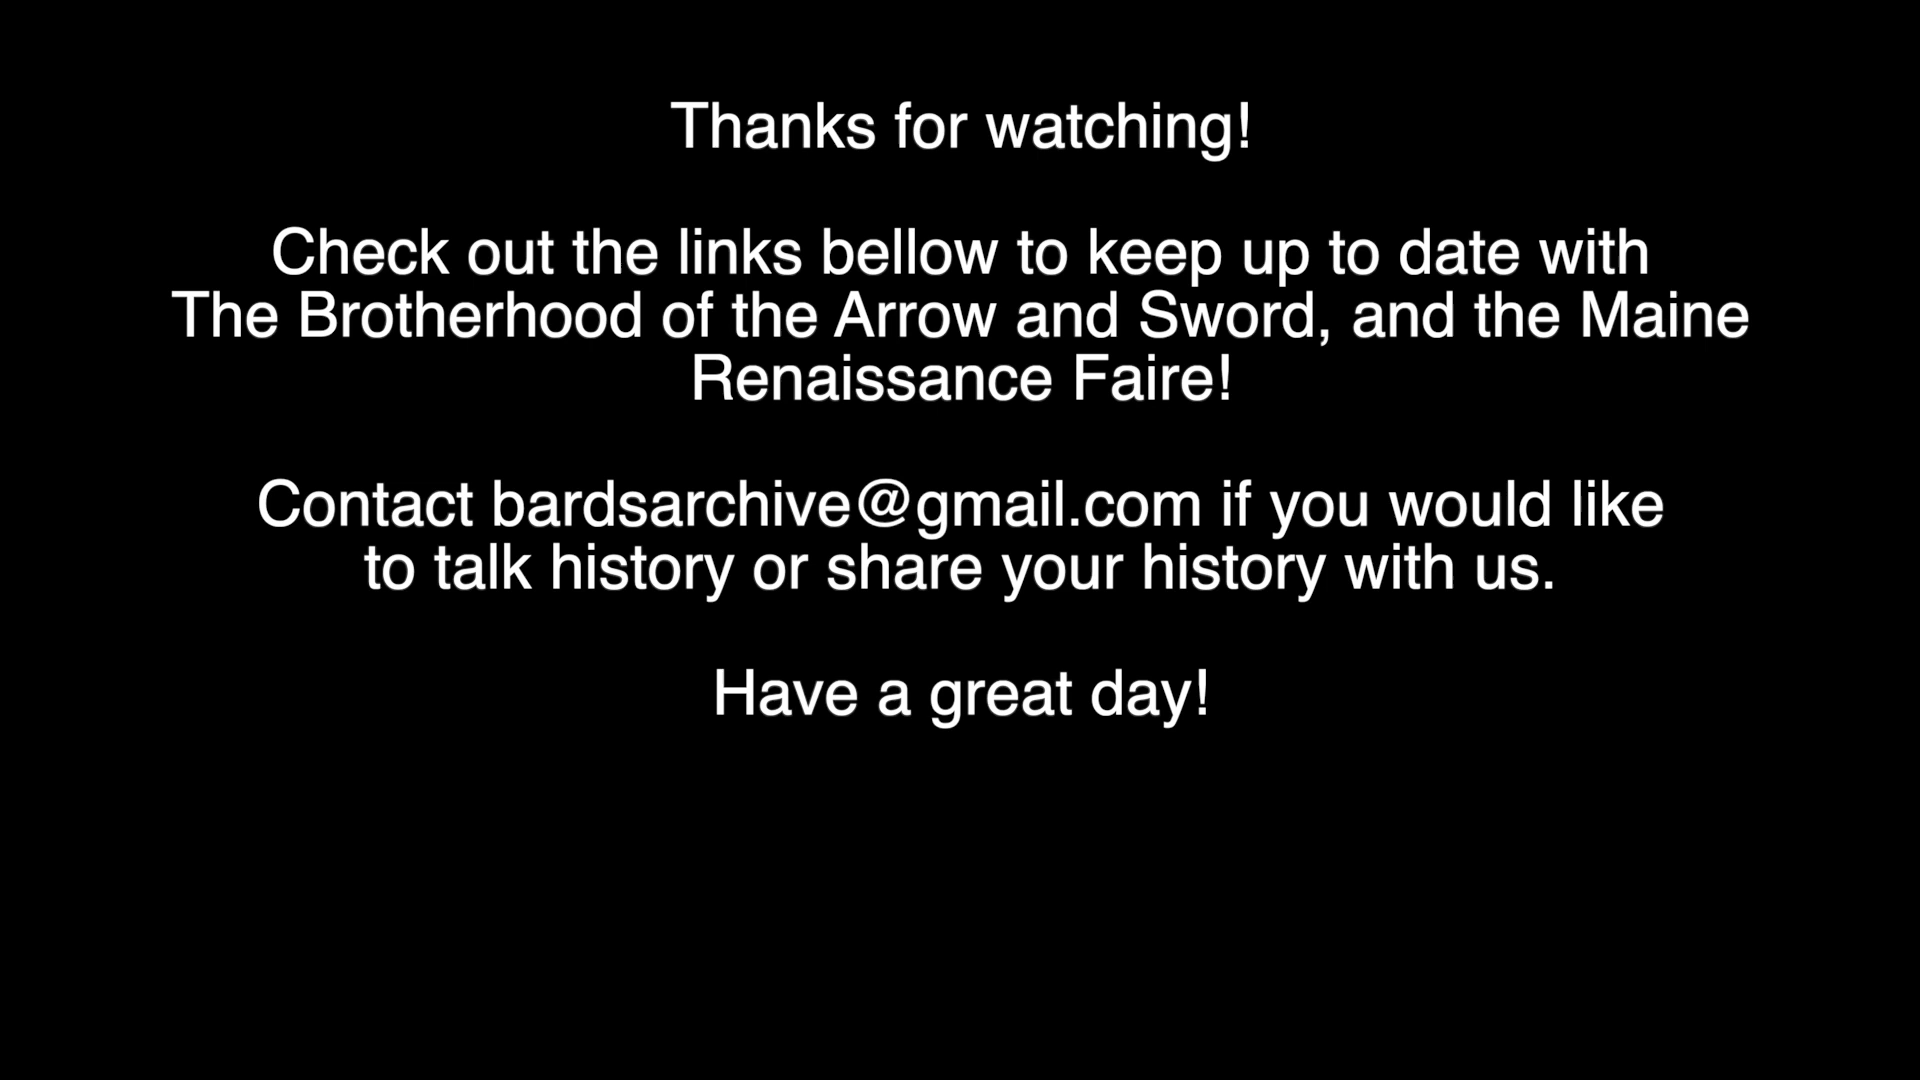 Thanks for watching!
Check out the links bellow to keep up to date with
The Brotherhood of the Arrow and Sword, and the Maine
Renaissance Faire!
Contact bardsarchive@gmail.com if you would like
to talk history or share your history with us.
Have a great day!